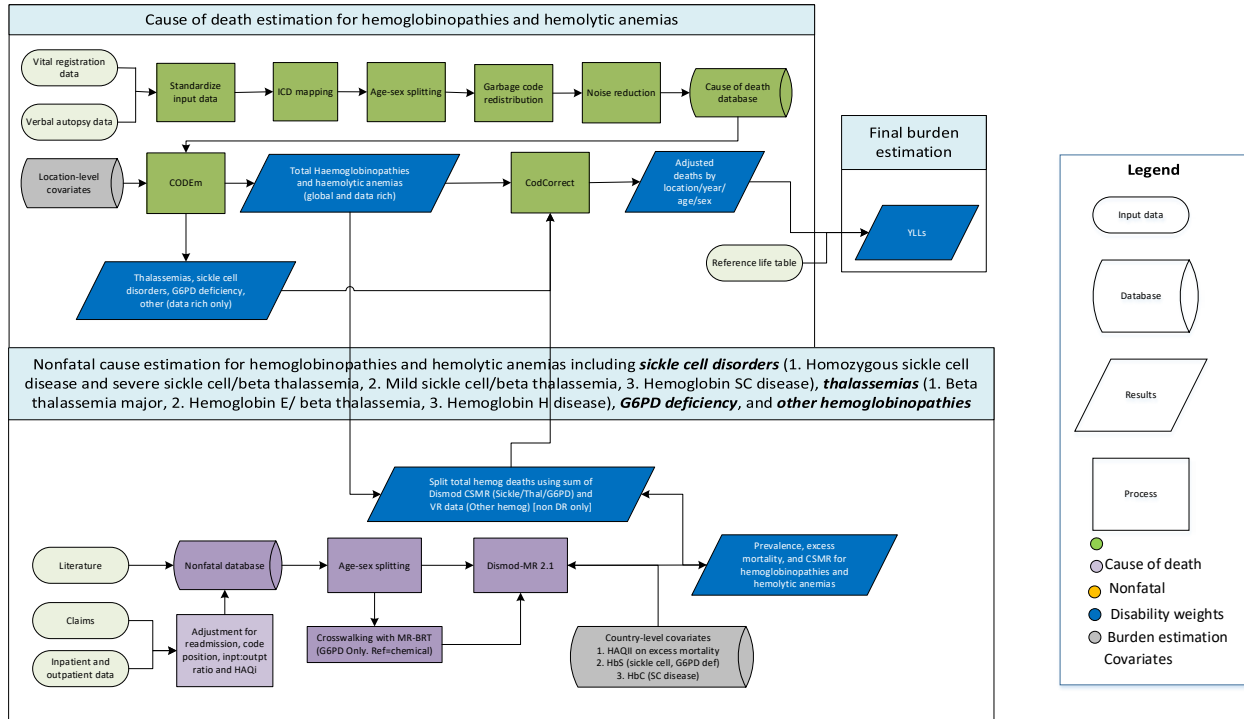 Cause of death estimation for hemoglobinopathies and hemolytic anemias
Vital registration
data
Verbal autopsy data
Standardize
input data
ICD mapping
Age-sex splitting
Garbage code
redistribution
Noise reduction
Cause of death
database
Location-level
covariates
CODEm
Total Haemoglobinopathies
and haemolytic anemias
(global and data rich)
CodCorrect
Adjusted
deaths by
location/year/
age/sex
Thalassemias, sickle cell
disorders, G6PD deficiency,
other (data rich only)
Reference life table
Final burden
estimation
YLLs
Nonfatal cause estimation for hemoglobinopathies and hemolytic anemias including sickle cell disorders (1. Homozygous sickle cell
disease and severe sickle cell/beta thalassemia, 2. Mild sickle cell/beta thalassemia, 3. Hemoglobin SC disease), thalassemias (1. Beta
thalassemia major, 2. Hemoglobin E/ beta thalassemia, 3. Hemoglobin H disease), G6PD deficiency, and other hemoglobinopathies
Split total hemog deaths using sum of
Dismod CSMR (Sickle/Thal/G6PD) and
VR data (Other hemog) [non DR only]
Literature
Nonfatal database
Age-sex splitting
Dismod-MR 2.1
Prevalence, excess
mortality, and CSMR for
hemoglobinopathies and
hemolytic anemias
Claims
Inpatient and
outpatient data
Adjustment for
readmission, code
position, inpt:outpt
ratio and HAQi
Crosswalking with MR-BRT
(G6PD Only. Ref=chemical)
Country-level covariates
1. HAQII on excess mortality
2. HbS (sickle cell, G6PD def)
3. HbC (SC disease)
Legend
Input data
Database
Results
Process
Cause of death
Nonfatal
Disability weights
Burden estimation
Covariates